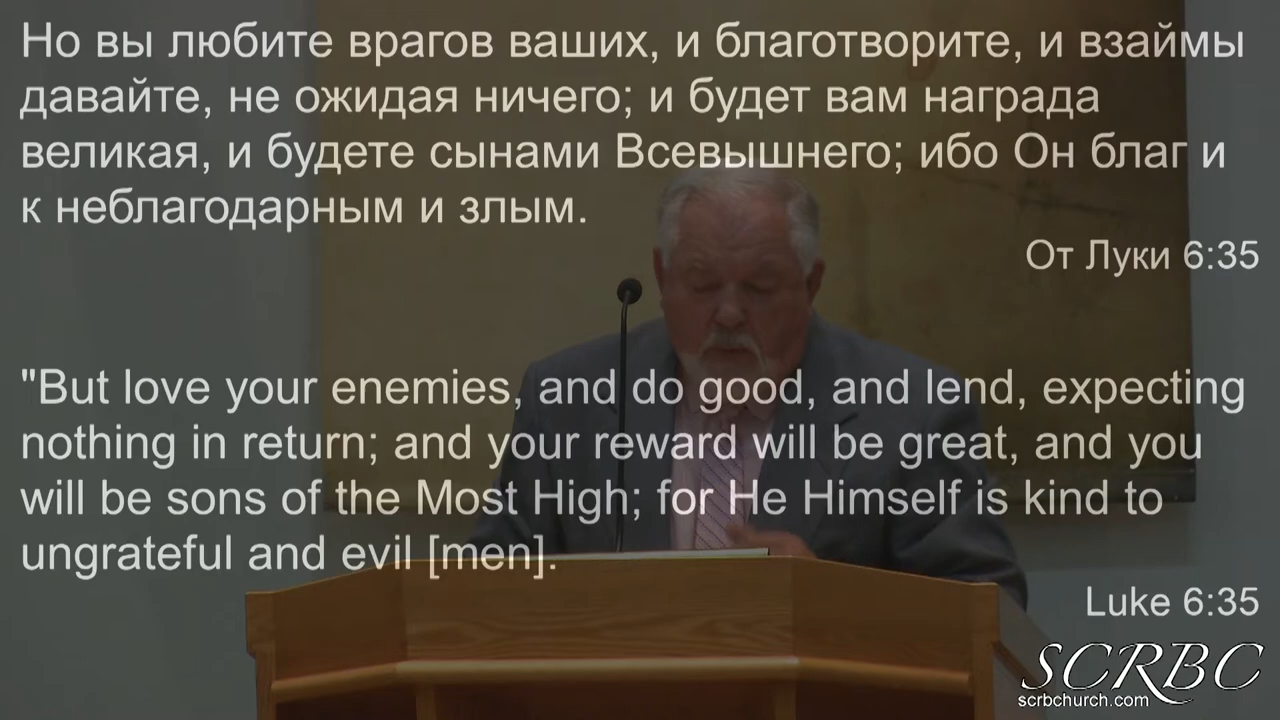 Но вы любите врагов ваших, и благотворите, и взаймы
давайте, не ожидая ничего; и будет вам награда
великая, и будете сынами Всевышнего; ибо Он благ и
к неблагодарным и злым.
От Луки 6:35
"But love your enemies, and do good, and lend, expecting
nothing in return; and your reward will be great, and you
will be sons of the Most High; for He Himself is kind to
ungrateful and evil [men].
Luke 6:35
SCRBC
scrbchurch.com